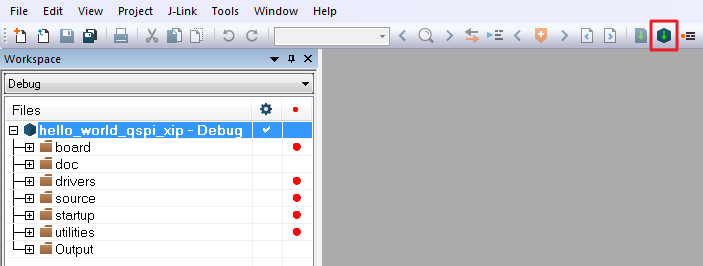 File Edit View Project J-Link Tools Window Help
Workspace
Debug
Files
hello_world_qspi_xip - Debug
board
doc
drivers
source
startup
utilities
Output